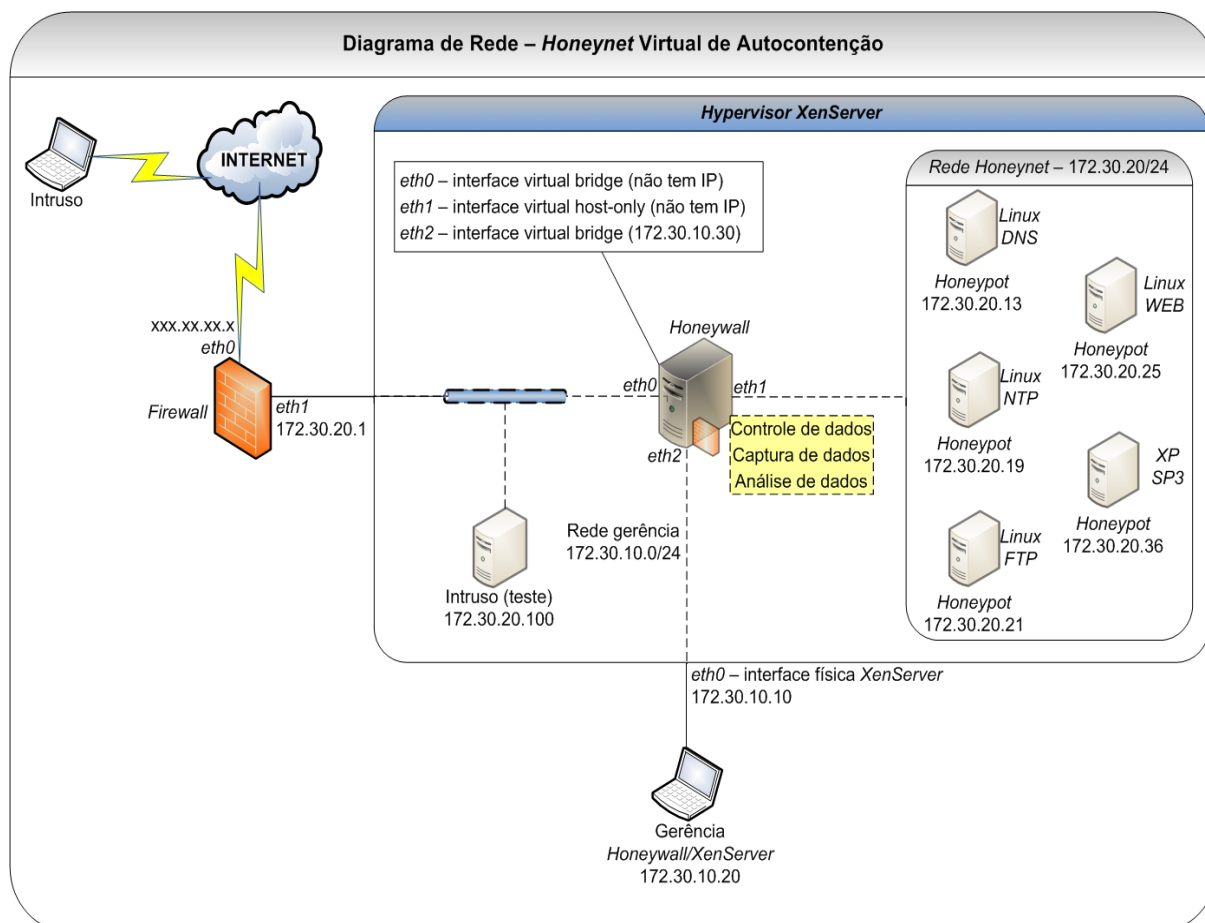 Diagrama de Rede – Honeynet Virtual de Autocontenção
Hypervisor XenServer
Intruso
INTERNET
eth0 – interface virtual bridge (não tem IP)
eth1 – interface virtual host-only (não tem IP)
eth2 – interface virtual bridge (172.30.10.30)
Rede Honeynet – 172.30.20/24
Linux
DNS
Honeypot
172.30.20.13
Linux
WEB
Honeypot
172.30.20.25
Linux
NTP
Honeypot
172.30.20.19
XP
SP3
Honeypot
172.30.20.36
Linux
FTP
Honeypot
172.30.20.21
xxx.xx.xx.x
eth0
Firewall
eth1
172.30.20.1
Honeywall
eth0
eth1
eth2
Controle de dados
Captura de dados
Análise de dados
Rede gerência
172.30.10.0/24
Intruso (teste)
172.30.20.100
eth0 – interface física XenServer
172.30.10.10
Gerência
Honeywall/XenServer
172.30.10.20